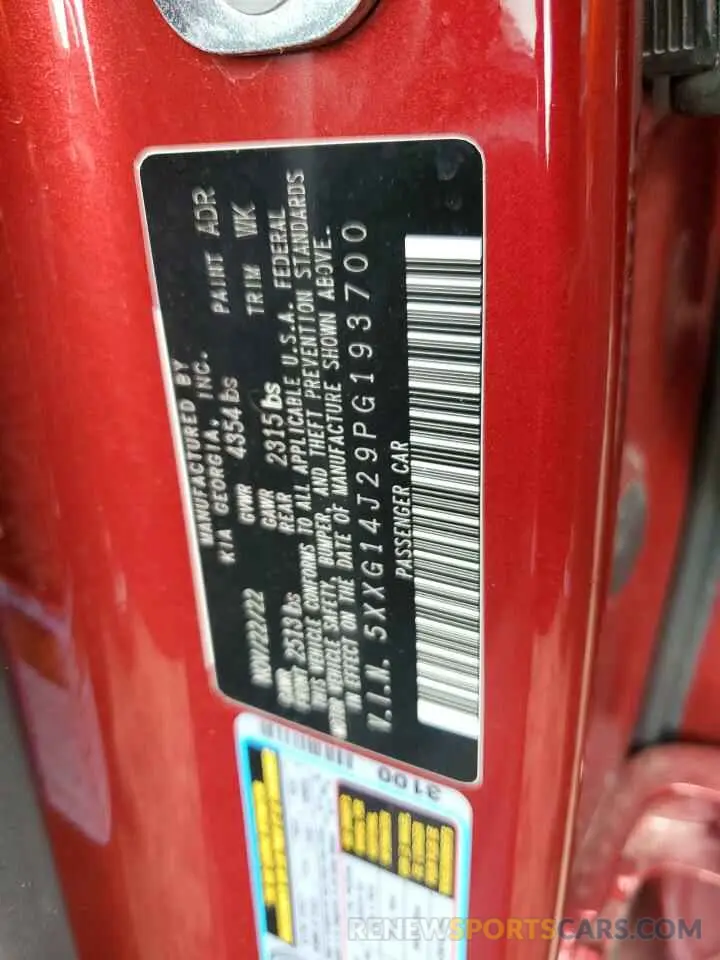 MANUFACTURED BY
KIA GEORGIA, INC. PAINT ADR
NOV/22/22 GVWR 4354lbs TRIM WK
GAWR GAWR
FRONT 2513lbs REAR 2315lbs
THIS VEHICLE CONFORMS TO ALL APPLICABLE U.S.A. FEDERAL
MOTOR VEHICLE SAFETY, BUMPER, AND THEFT PREVENTION STANDARDS
IN EFFECT ON THE DATE OF MANUFACTURE SHOWN ABOVE.
V.I.N. 5XXG14J29PG193700
PASSENGER CAR
3100
RENEWSPORTSCARS.COM